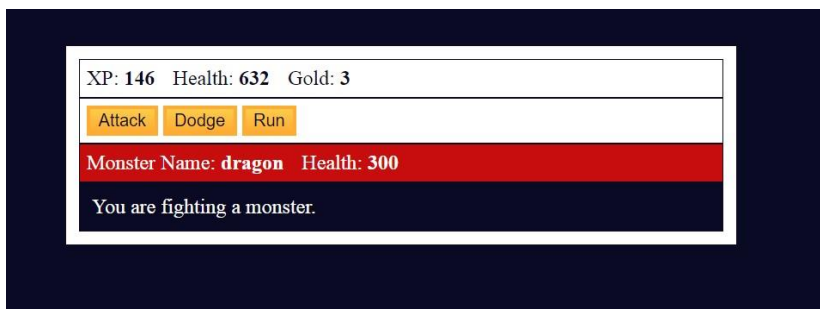 XP: 146 Health: 632 Gold: 3
Attack Dodge Run
Monster Name: dragon Health: 300
You are fighting a monster.